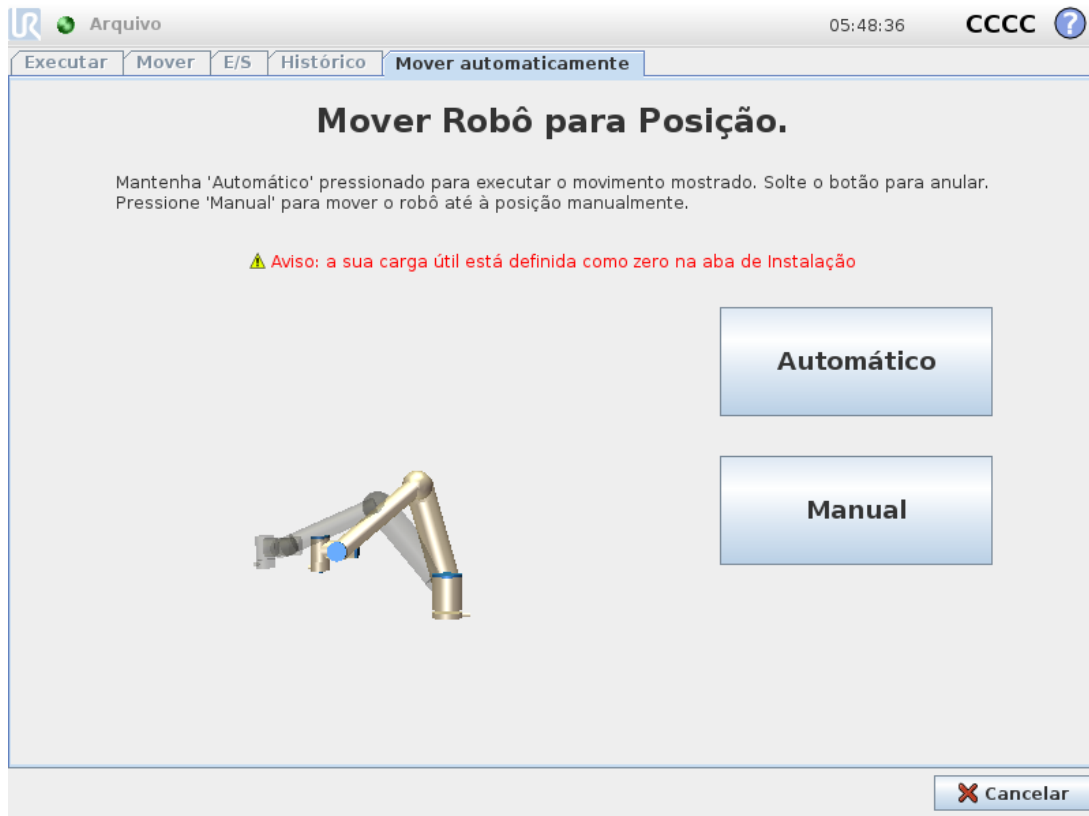 UR Arquivo 05:48:36 CCCC ?
Executar Mover E/S Histórico Mover automaticamente
Mover Robô para Posição.
Mantenha 'Automático' pressionado para executar o movimento mostrado. Solte o botão para anular.
Pressione 'Manual' para mover o robô até à posição manualmente.
Aviso: a sua carga útil está definida como zero na aba de Instalação
Automático
Manual
Cancelar